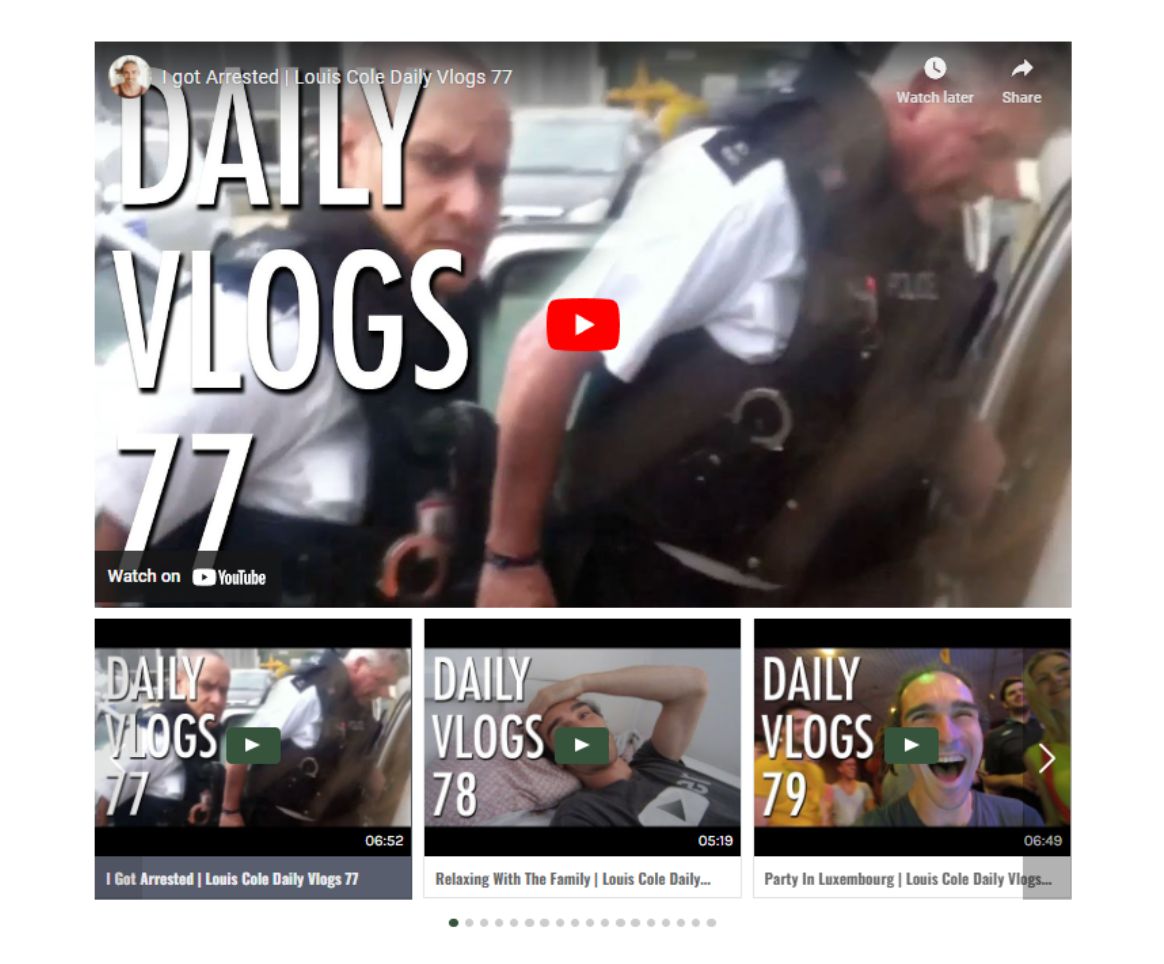 I got Arrested | Louis Cole Daily Vlogs 77
Watch later
Share
DAILY
VLOGS
77
POLICE
Watch on YouTube
DAILY
VLOGS
77
06:52
I Got Arrested | Louis Cole Daily Vlogs 77
DAILY
VLOGS
78
05:19
Relaxing With The Family | Louis Cole Daily...
DAILY
VLOGS
79
06:49
Party In Luxembourg | Louis Cole Daily Vlogs...